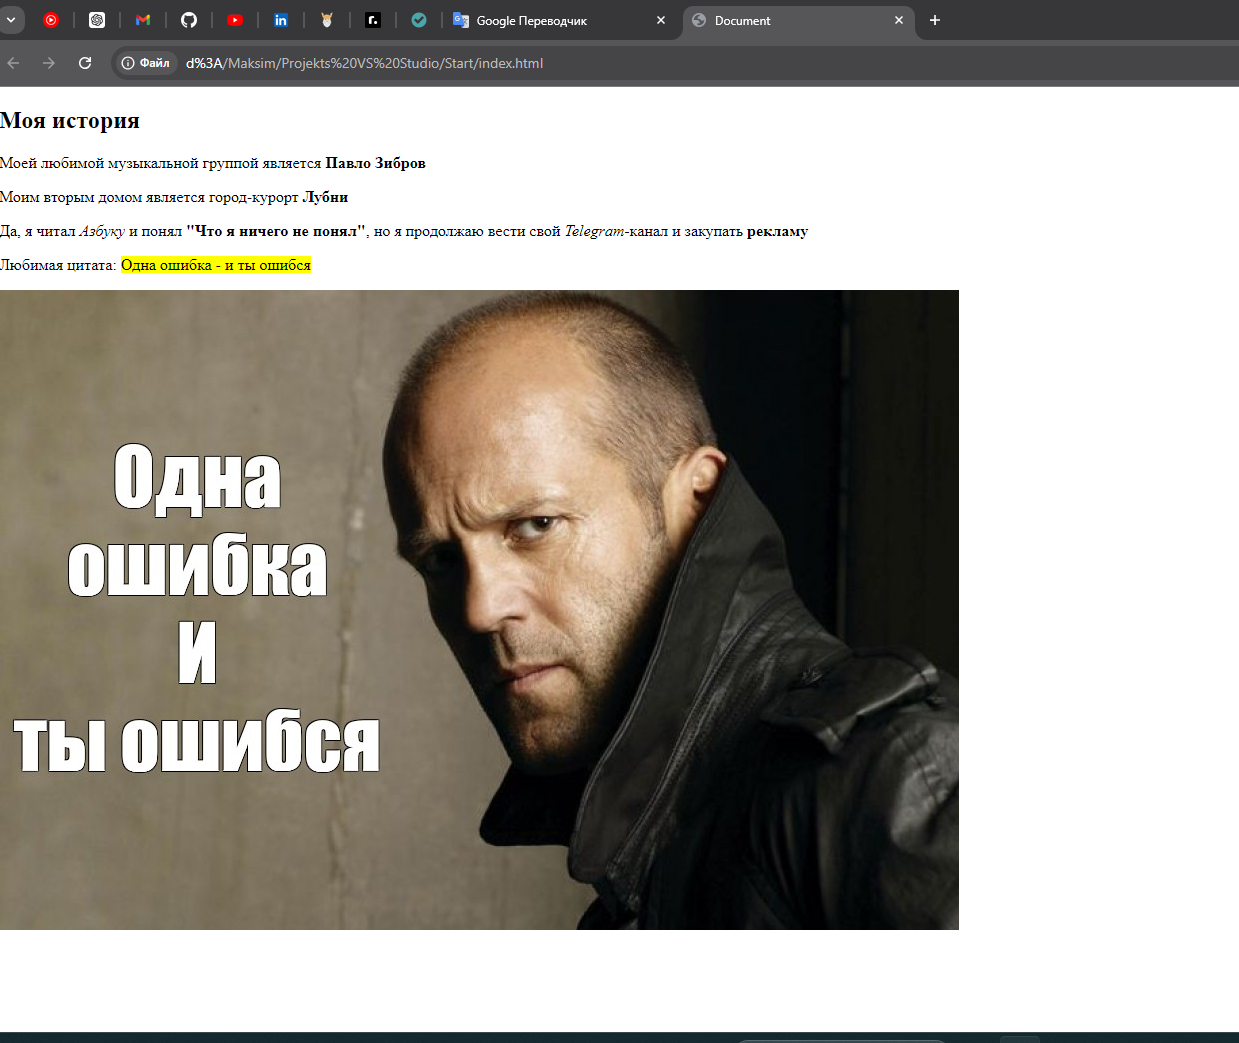 Google Переводчик
Document
Файл
d%3A/Maksim/Projekts%20VS%20Studio/Start/index.html
Моя история
Моей любимой музыкальной группой является Павло Зибров
Моим вторым домом является город-курорт Лубни
Да, я читал Азбуку и понял "Что я ничего не понял", но я продолжаю вести свой Telegram-канал и закупать рекламу
Любимая цитата: Одна ошибка - и ты ошибся
Одна
ошибка
и
ты ошибся